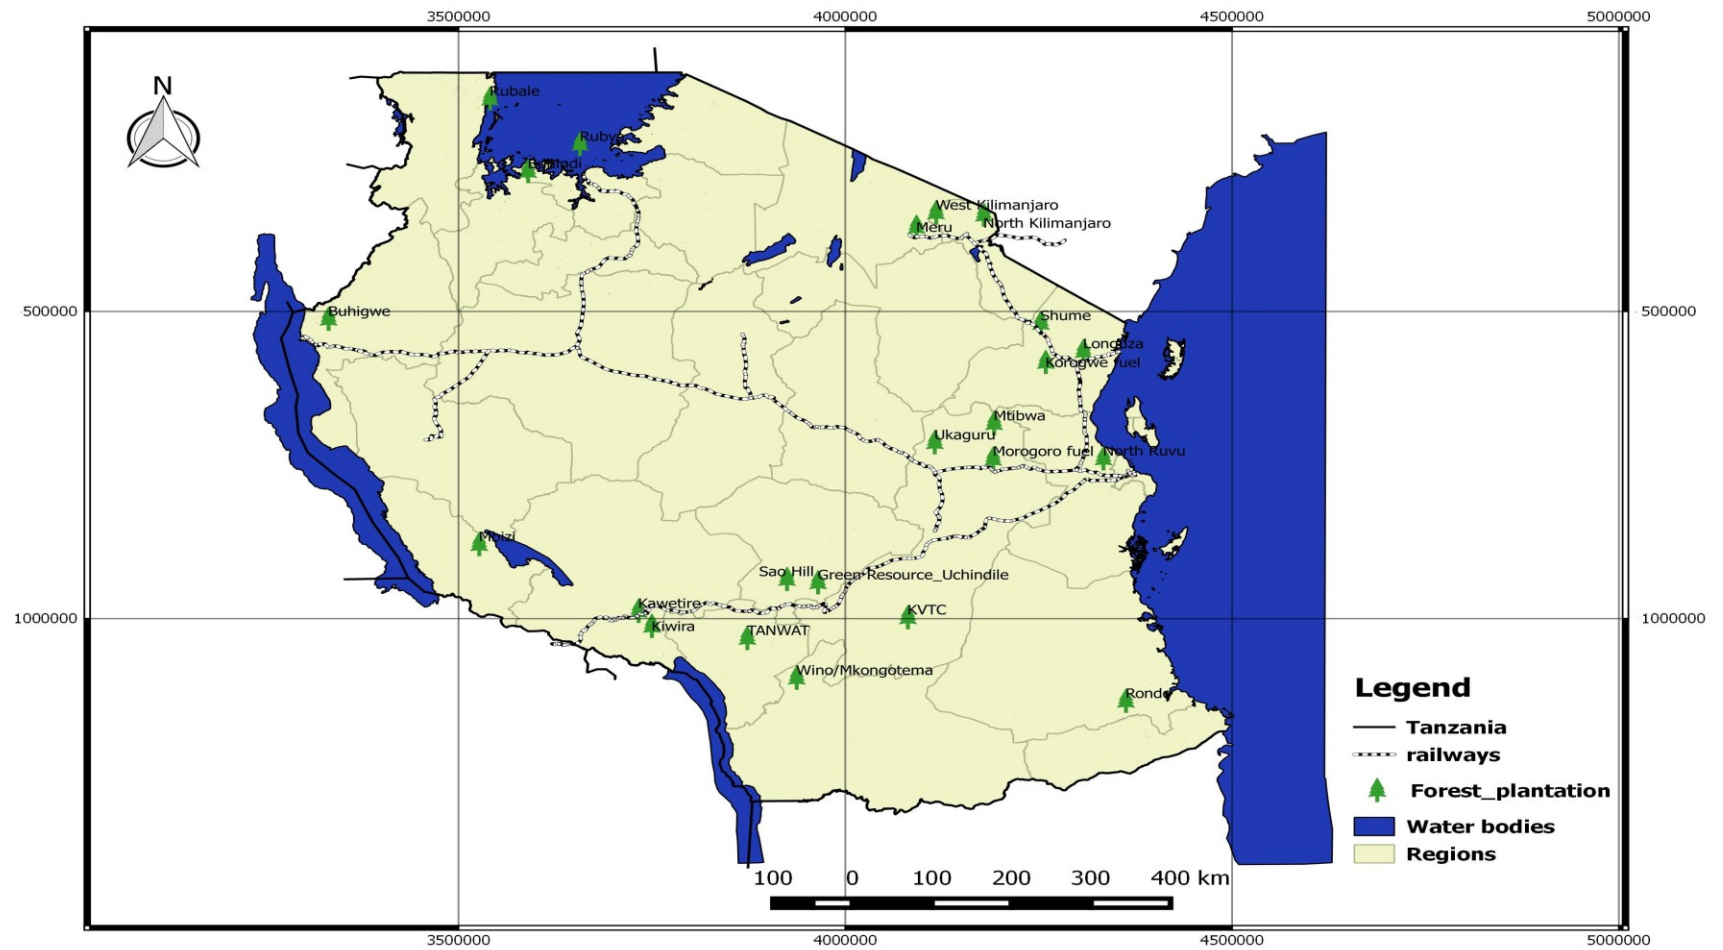 3500000 4000000 4500000 5000000
N
Rubale
Rubya
West Kilimanjaro
North Kilimanjaro
Meru
500000 500000
Buhigwe
Shume
Longuza
Korogwe fuel
Mtibwa
Ukaguru
Morogoro fuel
North Ruvu
Mbizi
Sao Hill
Green Resource_Uchindile
Kawetire
KVTC
1000000 1000000
Kiwira
TANWAT
Wino/Mkongotema
Rondo
Legend
Tanzania
railways
Forest_plantation
Water bodies
Regions
100 0 100 200 300 400 km
3500000 4000000 4500000 5000000